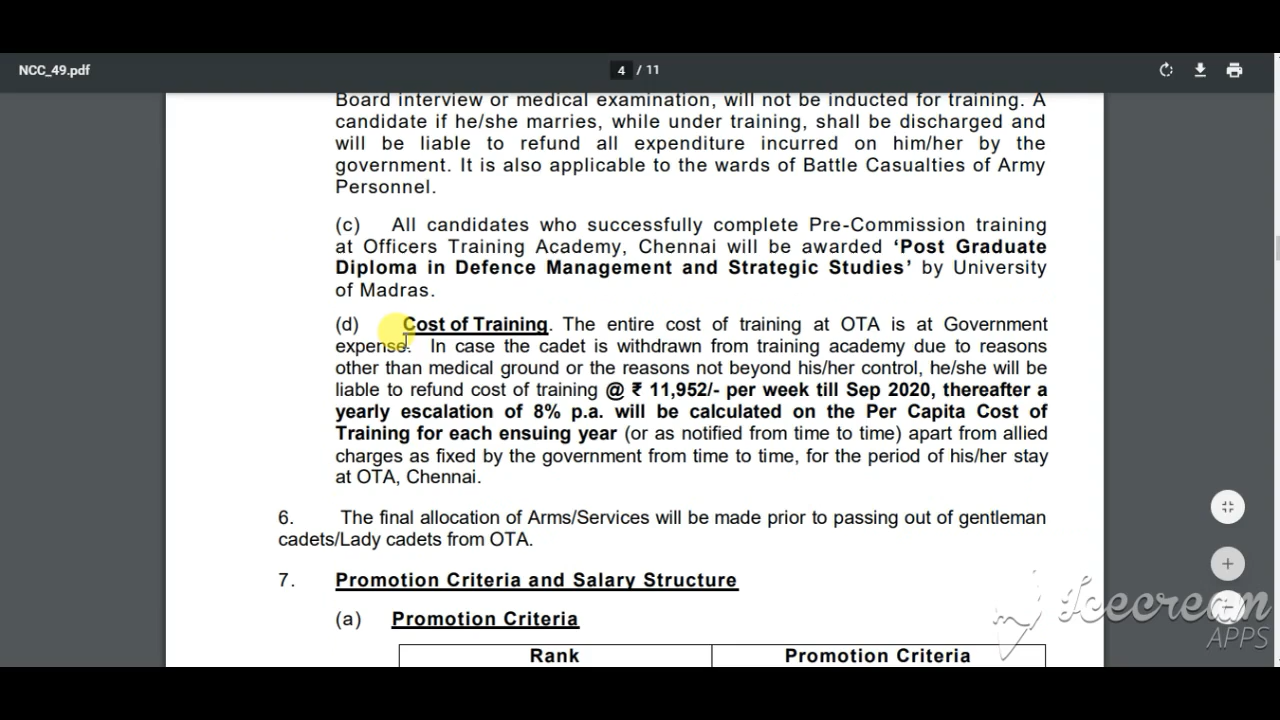 NCC_49.pdf
4 / 11
Board interview or medical examination, will not be inducted for training. A
candidate if he/she marries, while under training, shall be discharged and
will be liable to refund all expenditure incurred on him/her by the
government. It is also applicable to the wards of Battle Casualties of Army
Personnel.
(c) All candidates who successfully complete Pre-Commission training
at Officers Training Academy, Chennai will be awarded ‘Post Graduate
Diploma in Defence Management and Strategic Studies’ by University
of Madras.
(d) Cost of Training. The entire cost of training at OTA is at Government
expense. In case the cadet is withdrawn from training academy due to reasons
other than medical ground or the reasons not beyond his/her control, he/she will be
liable to refund cost of training @ ₹ 11,952/- per week till Sep 2020, thereafter a
yearly escalation of 8% p.a. will be calculated on the Per Capita Cost of
Training for each ensuing year (or as notified from time to time) apart from allied
charges as fixed by the government from time to time, for the period of his/her stay
at OTA, Chennai.
6. The final allocation of Arms/Services will be made prior to passing out of gentleman
cadets/Lady cadets from OTA.
7. Promotion Criteria and Salary Structure
(a) Promotion Criteria
Rank Promotion Criteria
Icecream
APPS